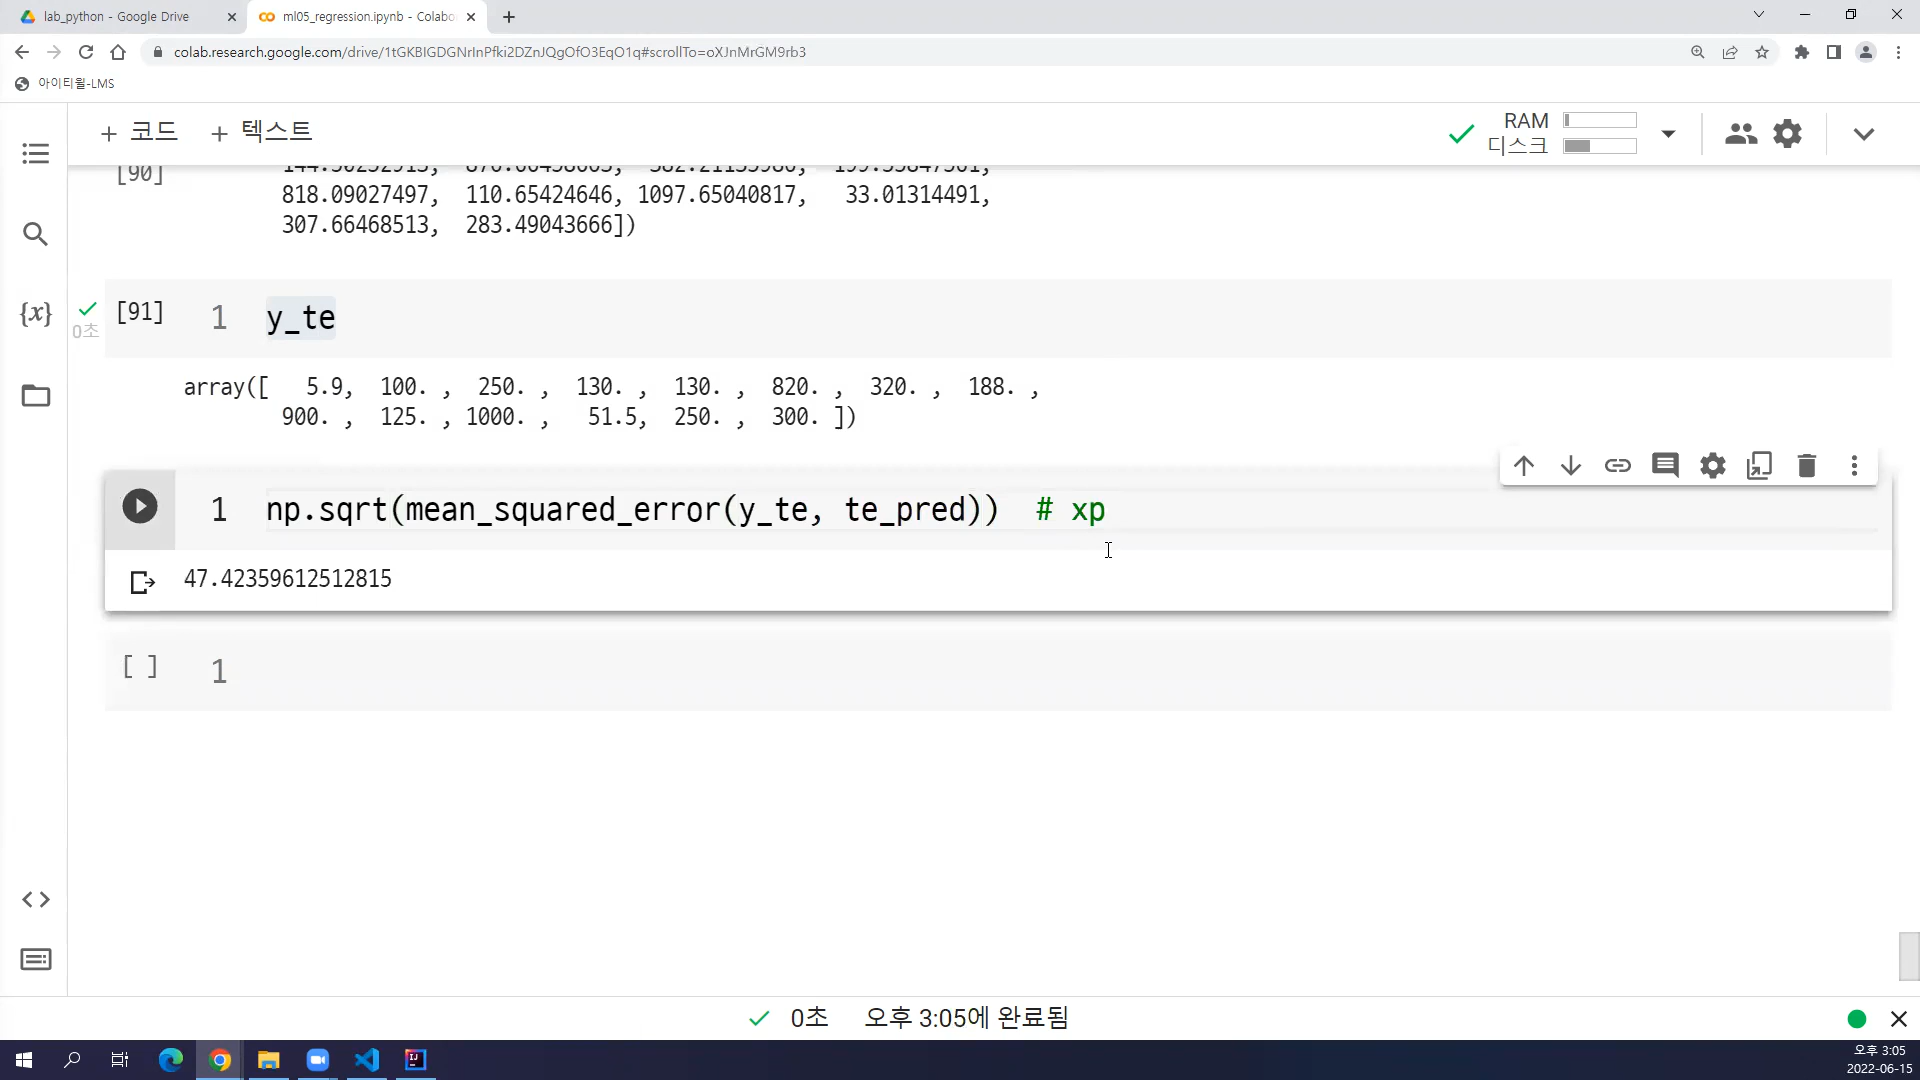 lab_python - Google Drive
ml05_regression.ipynb - Colabo
colab.research.google.com/drive/1tGKBIGDGNrInPfki2DZnJQgOfO3EqO1q#scrollTo=oXJnMrGM9rb3
아이티윌-LMS
+ 코드 + 텍스트
RAM
디스크
[90]
818.09027497, 110.65424646, 1097.65040817, 33.01314491,
307.66468513, 283.49043666])
{x}
0초
[91] 1 y_te
array([ 5.9, 100. , 250. , 130. , 130. , 820. , 320. , 188. ,
900. , 125. , 1000. , 51.5, 250. , 300. ])
1 np.sqrt(mean_squared_error(y_te, te_pred)) # xp
47.42359612512815
[ ] 1
0초 오후 3:05에 완료됨
오후 3:05
2022-06-15